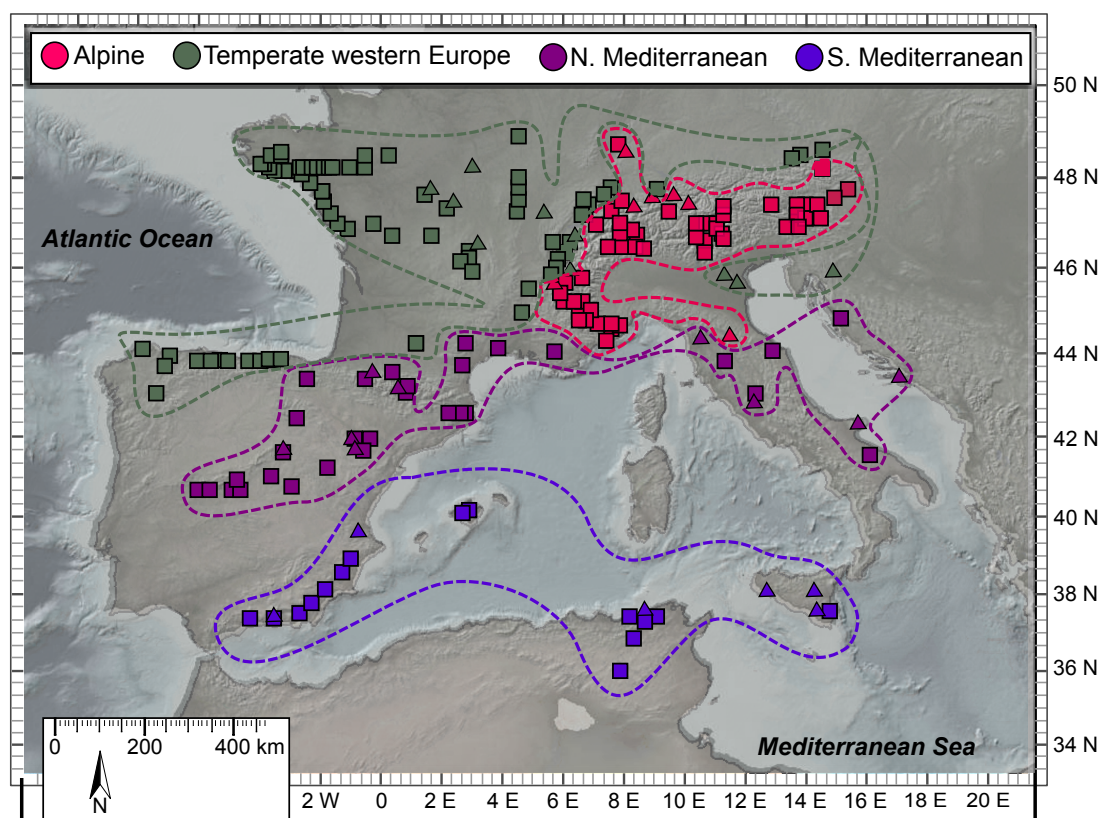 Alpine Temperate western Europe N. Mediterranean S. Mediterranean
50 N
48 N
Atlantic Ocean
46 N
44 N
42 N
40 N
38 N
36 N
0 200 400 km
Mediterranean Sea
34 N
N
2 W 0 2 E 4 E 6 E 8 E 10 E 12 E 14 E 16 E 18 E 20 E